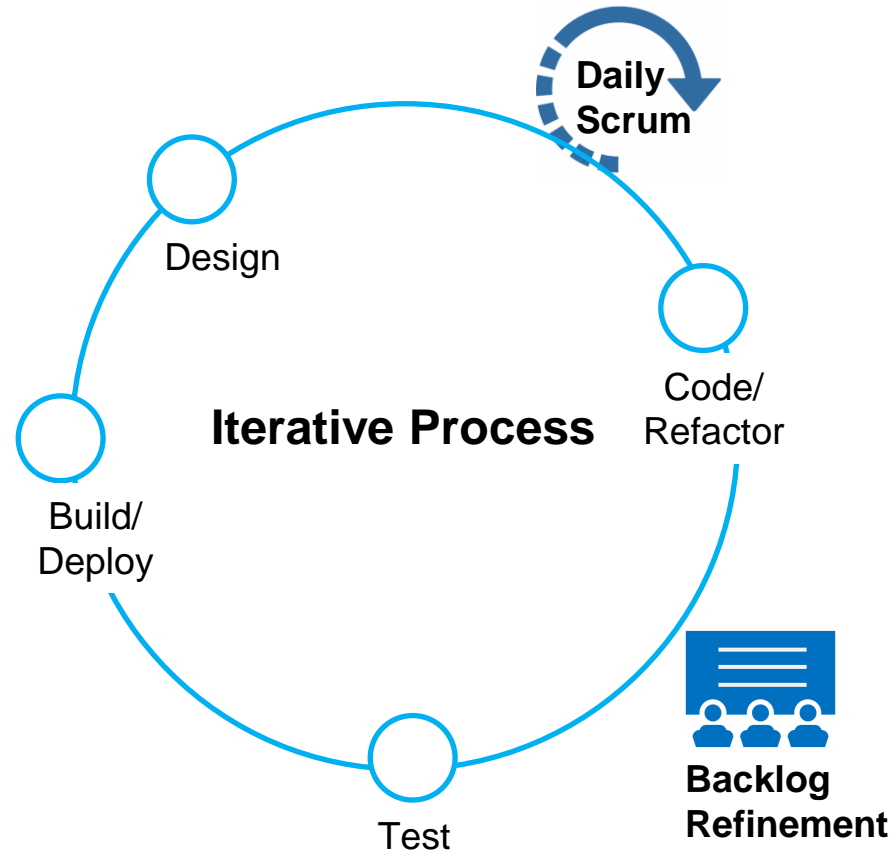 Daily
Scrum
Design
Code/
Refactor
Iterative Process
Build/
Deploy
Backlog
Refinement
Test